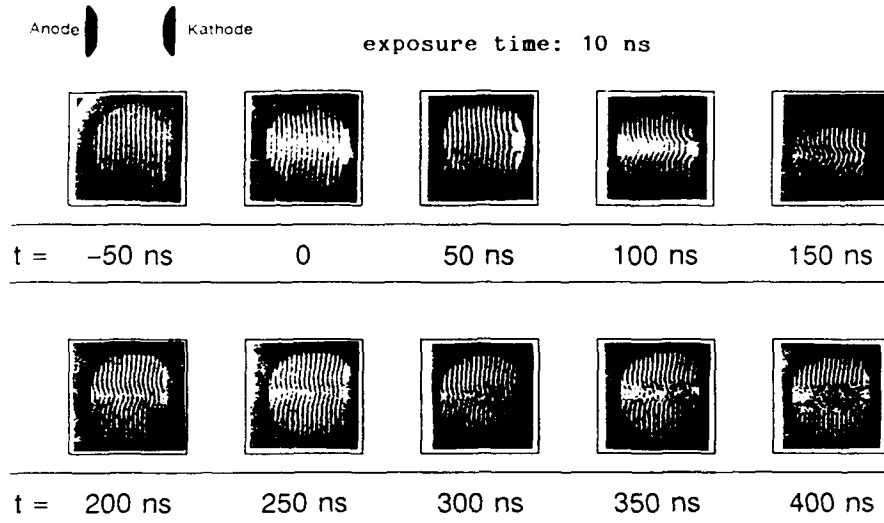 Anode Kathode
exposure time: 10 ns
t = −50 ns 0 50 ns 100 ns 150 ns
t = 200 ns 250 ns 300 ns 350 ns 400 ns